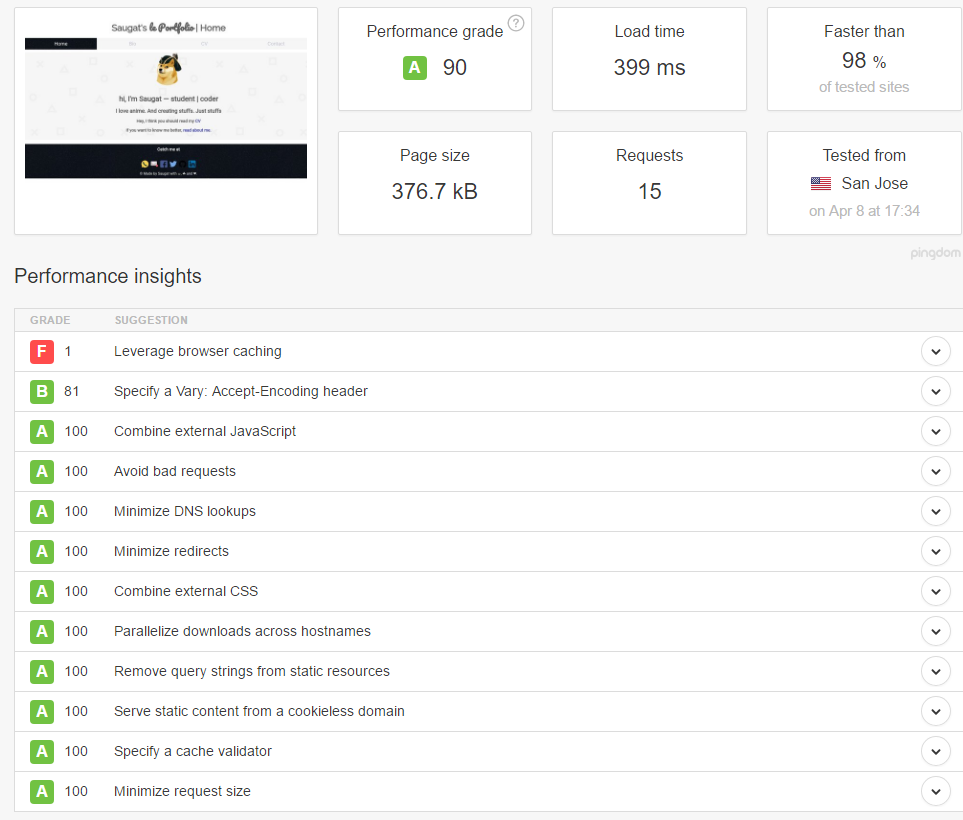 Saugat's le Portfolio | Home
Home
Contact
Hi, I'm Saugat — student | coder
I love anime. And creating stuffs. Just stuffs
Hey, I think you should read my CV
If you want to know me better, read about me.
Catch me at
Performance grade ?
A 90
Load time
399 ms
Faster than
98 %
of tested sites
Page size
376.7 kB
Requests
15
Tested from
San Jose
on Apr 8 at 17:34
pingdom
Performance insights
GRADE SUGGESTION
F 1 Leverage browser caching
B 81 Specify a Vary: Accept-Encoding header
A 100 Combine external JavaScript
A 100 Avoid bad requests
A 100 Minimize DNS lookups
A 100 Minimize redirects
A 100 Combine external CSS
A 100 Parallelize downloads across hostnames
A 100 Remove query strings from static resources
A 100 Serve static content from a cookieless domain
A 100 Specify a cache validator
A 100 Minimize request size